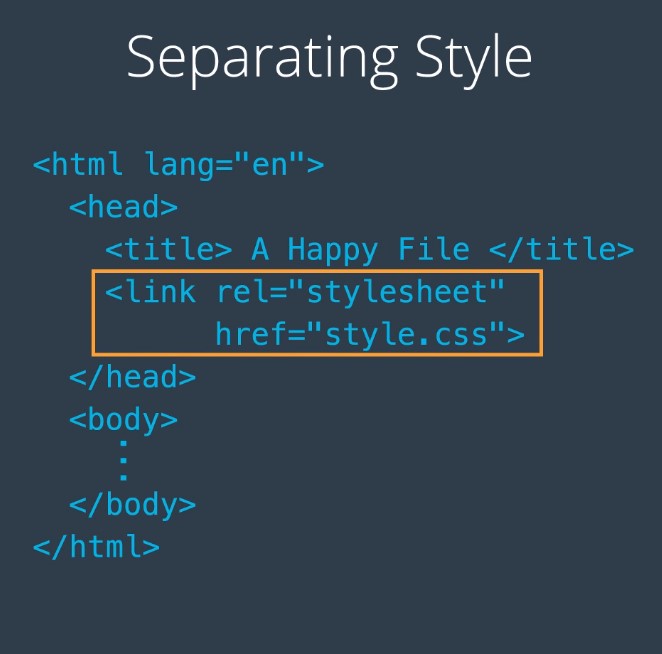 Separating Style
<html lang="en">
<head>
<title> A Happy File </title>
<link rel="stylesheet"
href="style.css">
</head>
<body>
</body>
</html>